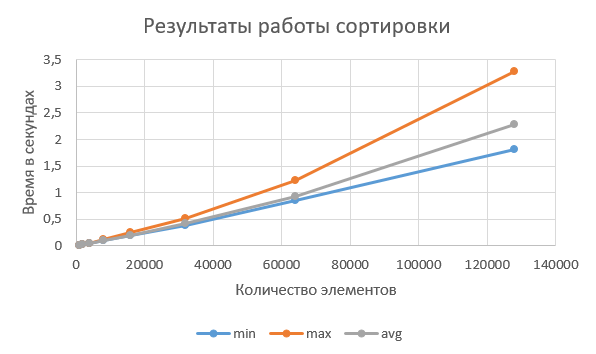 Результаты работы сортировки
Время в секундах
3,5
3
2,5
2
1,5
1
0,5
0
0 20000 40000 60000 80000 100000 120000 140000
Количество элементов
min max avg